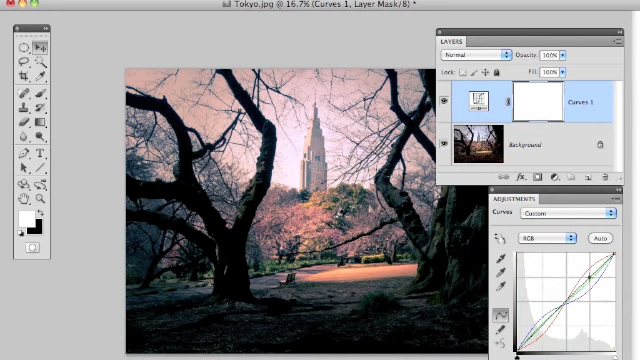 Tokyo.jpg @ 16.7% (Curves 1, Layer Mask/8) *
LAYERS
Normal Opacity: 100%
Lock: Fill: 100%
Curves 1
Background
fx
ADJUSTMENTS
Curves Custom
RGB Auto